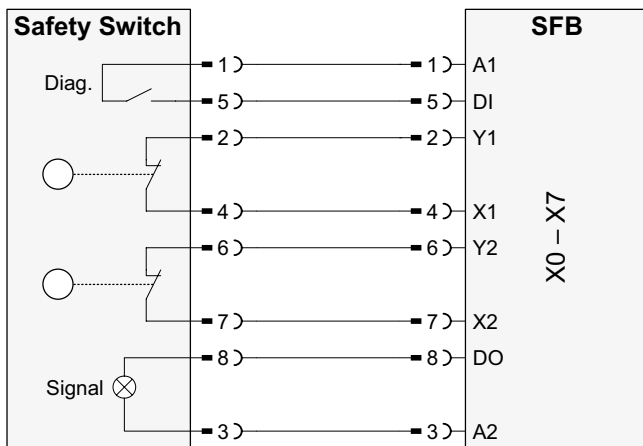 Safety Switch SFB
1 1 A1
Diag.
5 5 DI
2 2 Y1
4 4 X1
6 6 Y2
X0 – X7
7 7 X2
8 8 DO
Signal
3 3 A2